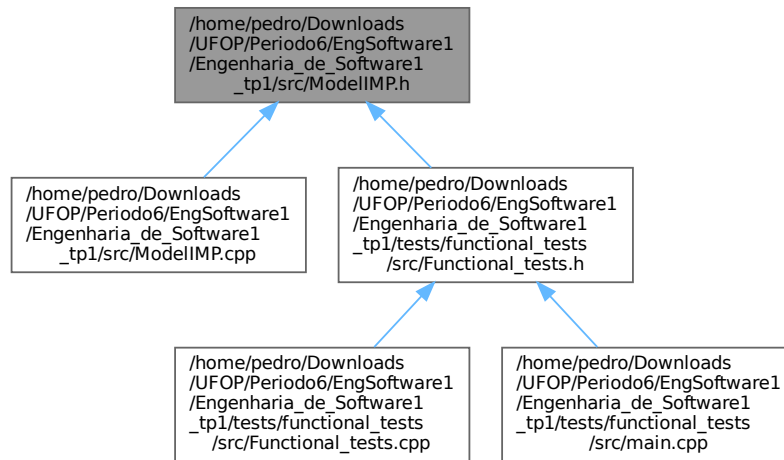 /home/pedro/Downloads
/UFOP/Periodo6/EngSoftware1
/Engenharia_de_Software1
_tp1/src/ModelIMP.h
/home/pedro/Downloads
/UFOP/Periodo6/EngSoftware1
/Engenharia_de_Software1
_tp1/src/ModelIMP.cpp
/home/pedro/Downloads
/UFOP/Periodo6/EngSoftware1
/Engenharia_de_Software1
_tp1/tests/functional_tests
/src/Functional_tests.h
/home/pedro/Downloads
/UFOP/Periodo6/EngSoftware1
/Engenharia_de_Software1
_tp1/tests/functional_tests
/src/Functional_tests.cpp
/home/pedro/Downloads
/UFOP/Periodo6/EngSoftware1
/Engenharia_de_Software1
_tp1/tests/functional_tests
/src/main.cpp